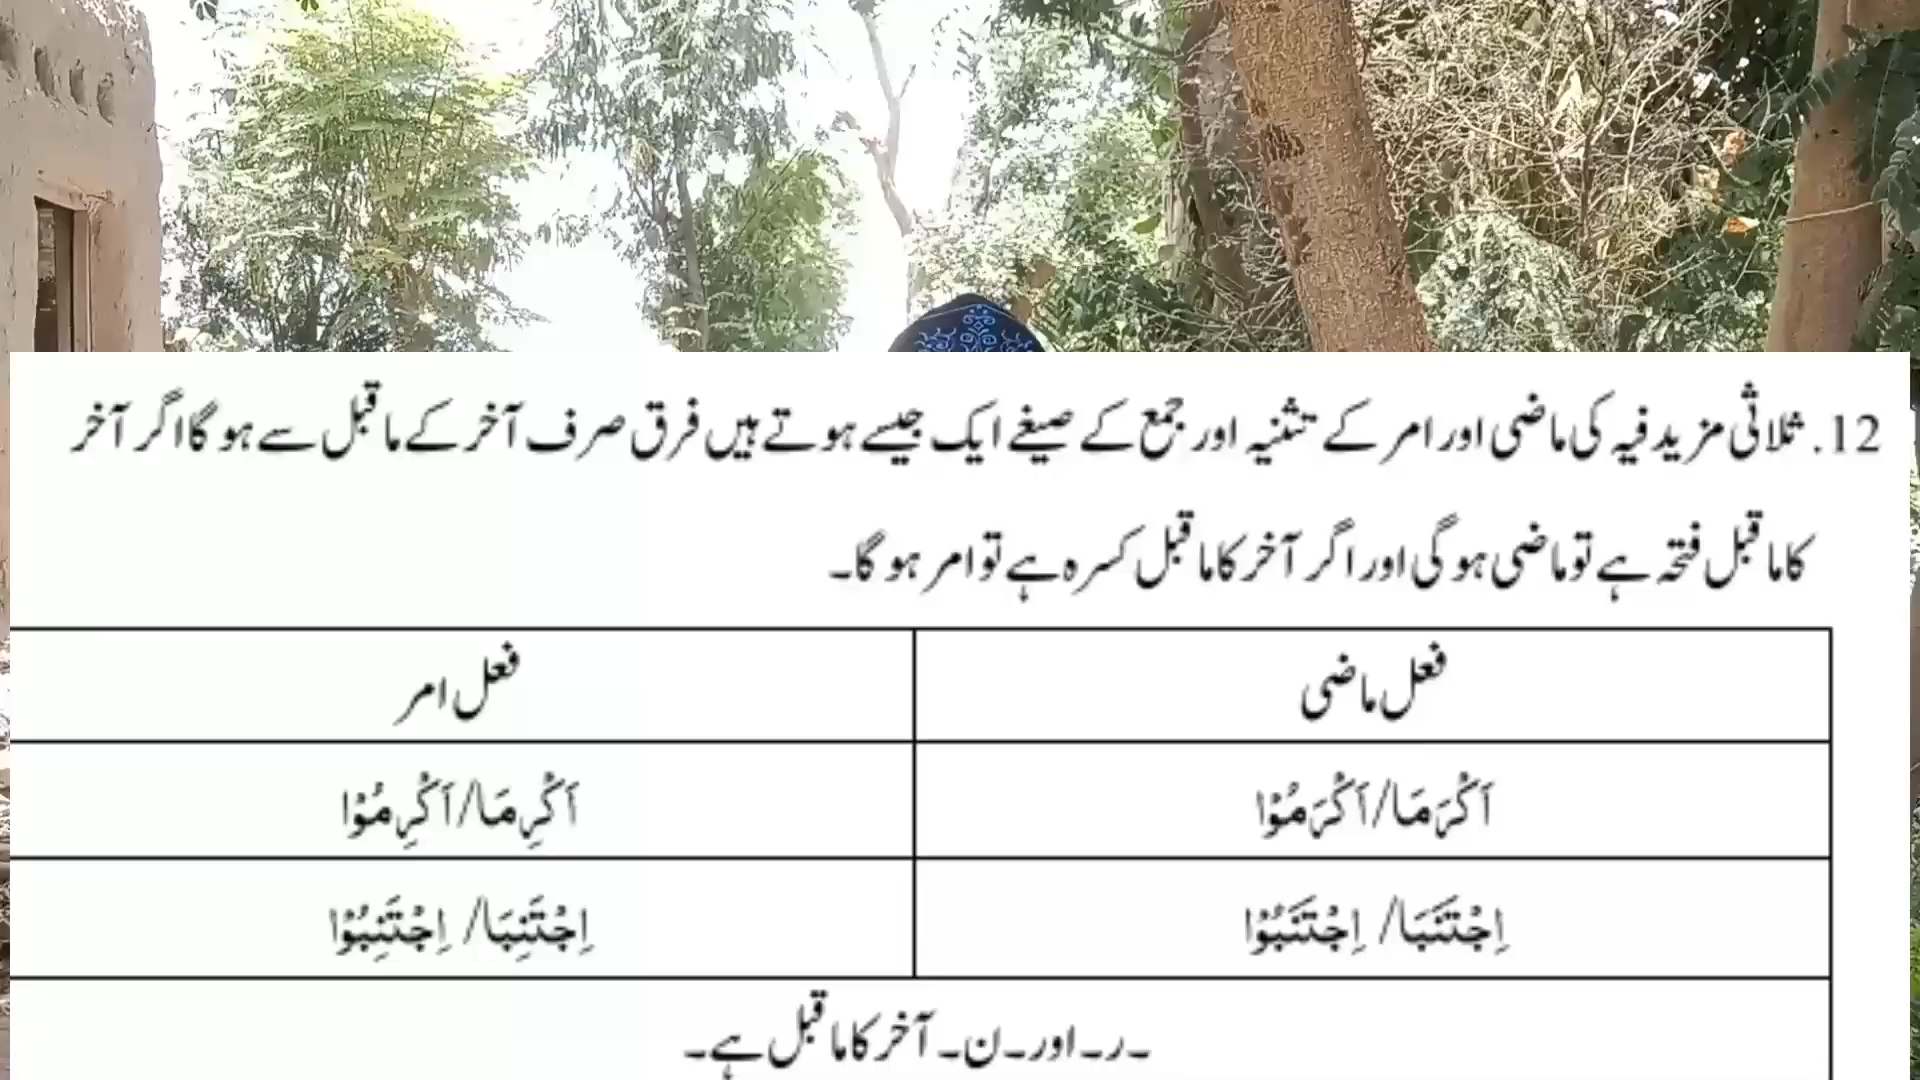 12. ثلاثی مزید فیہ کی ماضی اور امر کے تثنیہ اور جمع کے صیغے ایک جیسے ہوتے ہیں فرق صرف آخر کے ماقبل سے ہو گا اگر آخر
کا ماقبل فتحہ ہے تو ماضی ہو گی اور اگر آخر کا ماقبل کسرہ ہے تو امر ہو گا۔
فعل ماضی فعل امر
اَکْرَمَا/اَکْرَمُوْا اَکْرِمَا/اَکْرِمُوْا
اِجْتَنَبَا/ اِجْتَنَبُوْا اِجْتَنِبَا/ اِجْتَنِبُوْا
۔ر۔اور۔ن۔ آخر کا ماقبل ہے۔